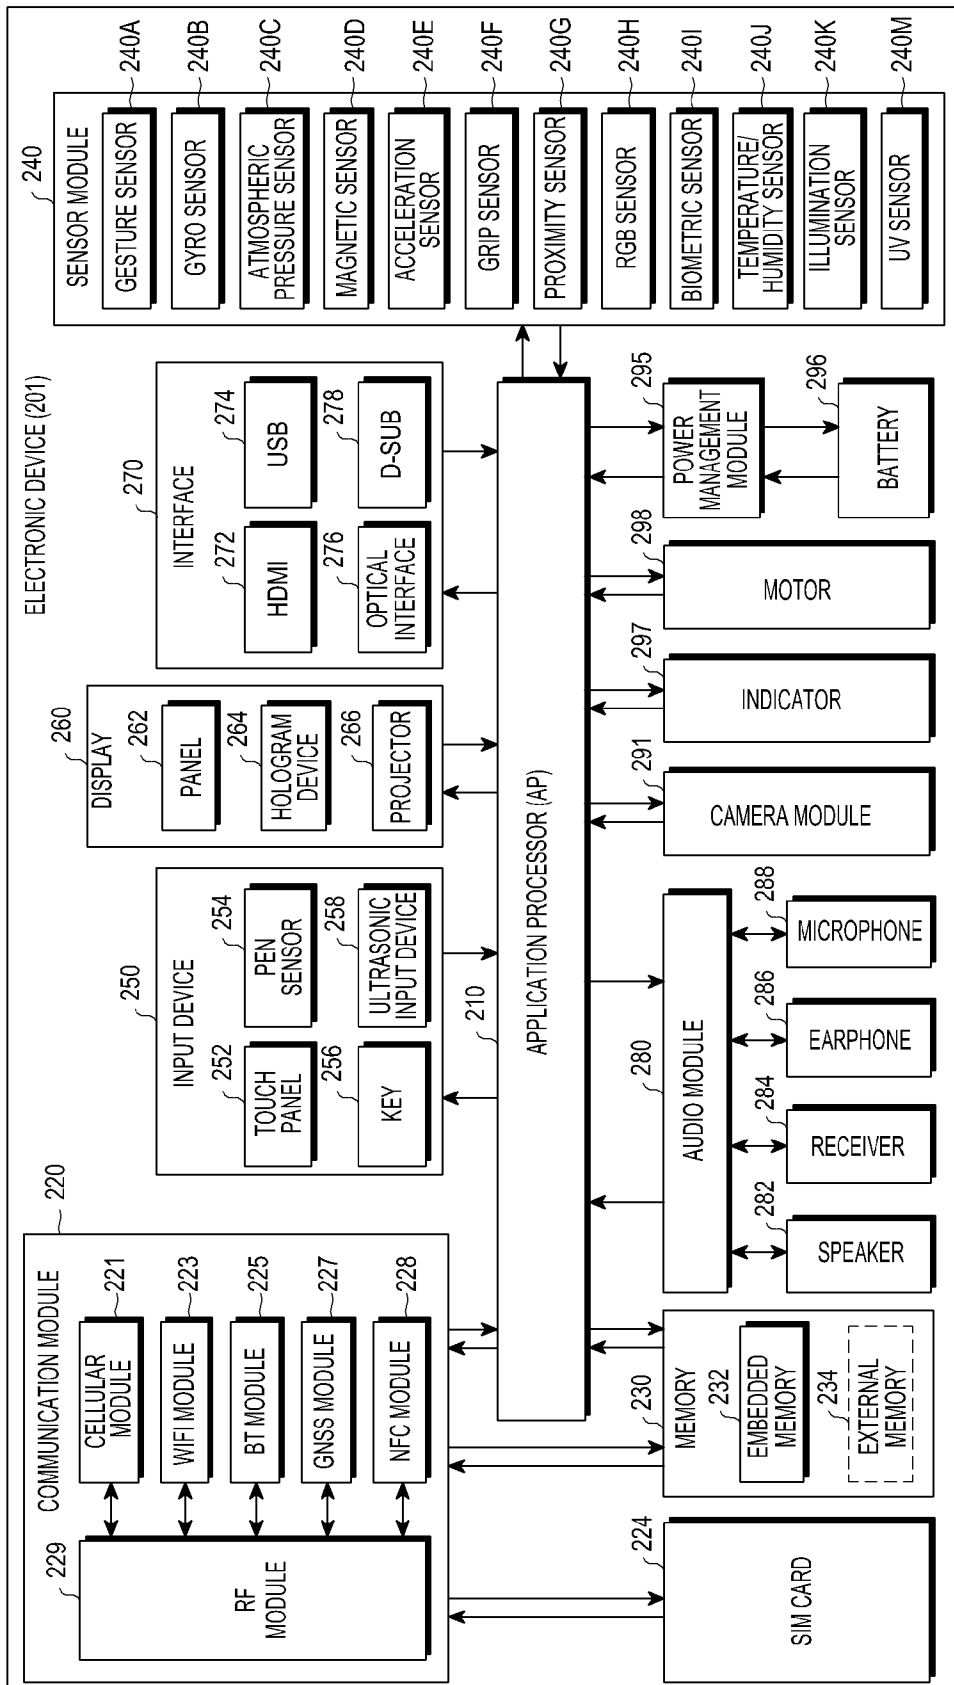 ELECTRONIC DEVICE (201)
COMMUNICATION MODULE
220
CELLULAR
MODULE
221
WIFI MODULE
223
BT MODULE
225
GNSS MODULE
227
NFC MODULE
228
229
RF
MODULE
INPUT DEVICE
250
252
TOUCH
PANEL
254
PEN
SENSOR
256
KEY
258
ULTRASONIC
INPUT DEVICE
DISPLAY
260
262
PANEL
264
HOLOGRAM
DEVICE
266
PROJECTOR
INTERFACE
270
272
HDMI
274
USB
276
OPTICAL
INTERFACE
278
D-SUB
240
SENSOR MODULE
GESTURE SENSOR
240A
GYRO SENSOR
240B
ATMOSPHERIC
PRESSURE SENSOR
240C
MAGNETIC SENSOR
240D
ACCELERATION
SENSOR
240E
GRIP SENSOR
240F
PROXIMITY SENSOR
240G
RGB SENSOR
240H
BIOMETRIC SENSOR
240I
TEMPERATURE/
HUMIDITY SENSOR
240J
ILLUMINATION
SENSOR
240K
UV SENSOR
240M
210
APPLICATION PROCESSOR (AP)
224
SIM CARD
230
MEMORY
232
EMBEDDED
MEMORY
234
EXTERNAL
MEMORY
280
AUDIO MODULE
282
SPEAKER
284
RECEIVER
286
EARPHONE
288
MICROPHONE
291
CAMERA MODULE
297
INDICATOR
298
MOTOR
295
POWER
MANAGEMENT
MODULE
296
BATTERY